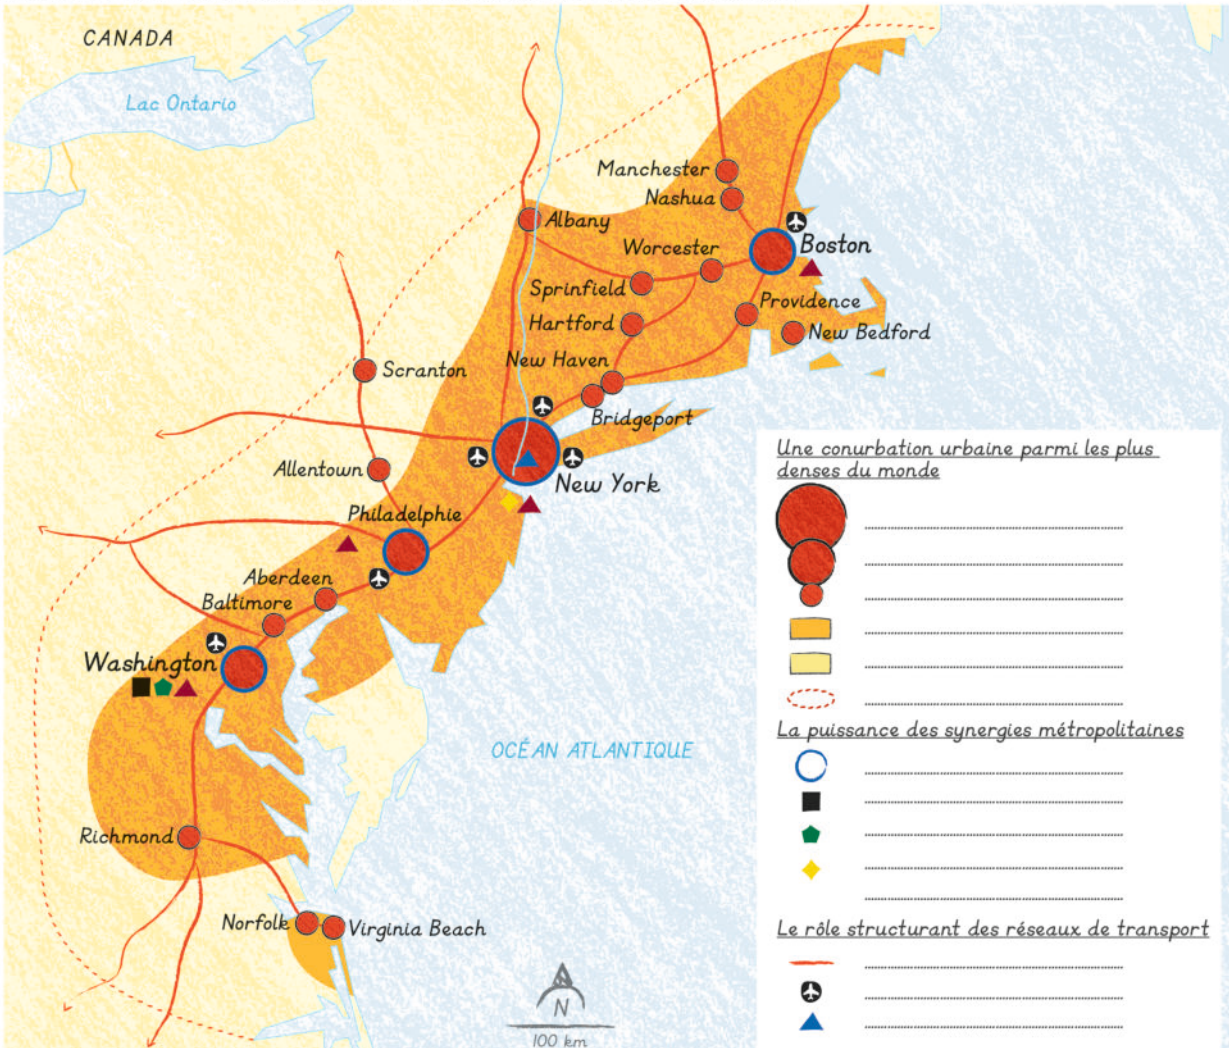 CANADA
Lac Ontario
Manchester
Nashua
Albany
Boston
Worcester
Sprinfield
Providence
Hartford
New Bedford
New Haven
Scranton
Bridgeport
Allentown
New York
Philadelphie
Aberdeen
Baltimore
Washington
OCÉAN ATLANTIQUE
Richmond
Norfolk
Virginia Beach
N
100 km
Une conurbation urbaine parmi les plus
denses du monde
La puissance des synergies métropolitaines
Le rôle structurant des réseaux de transport